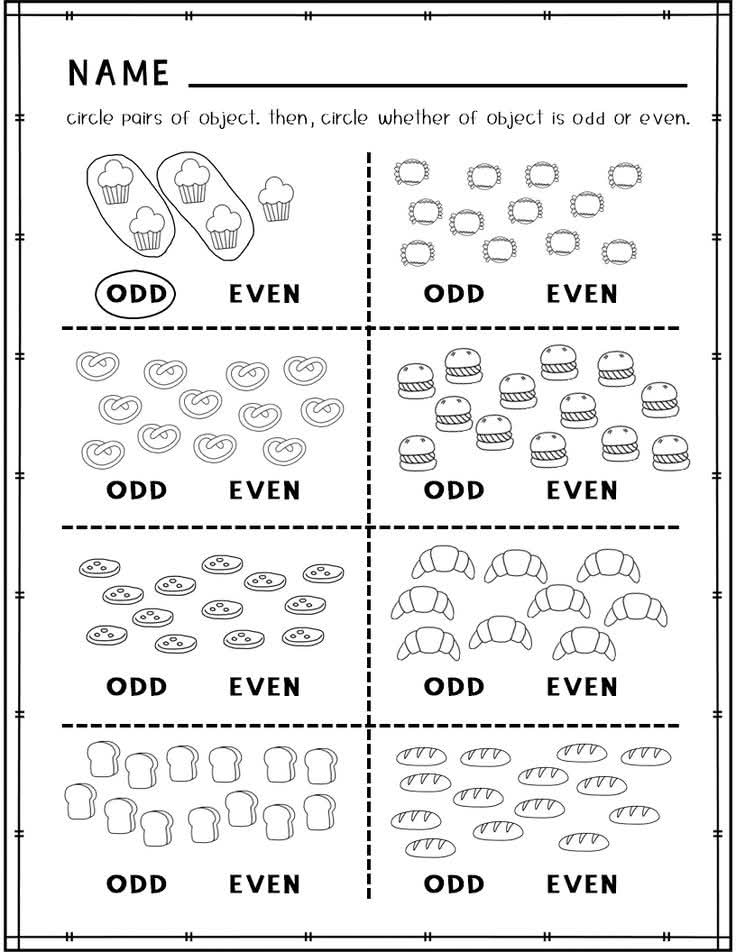 NAME
circle pairs of object. then, circle whether of object is odd or even.
ODD EVEN ODD EVEN
ODD EVEN ODD EVEN
ODD EVEN ODD EVEN
ODD EVEN ODD EVEN